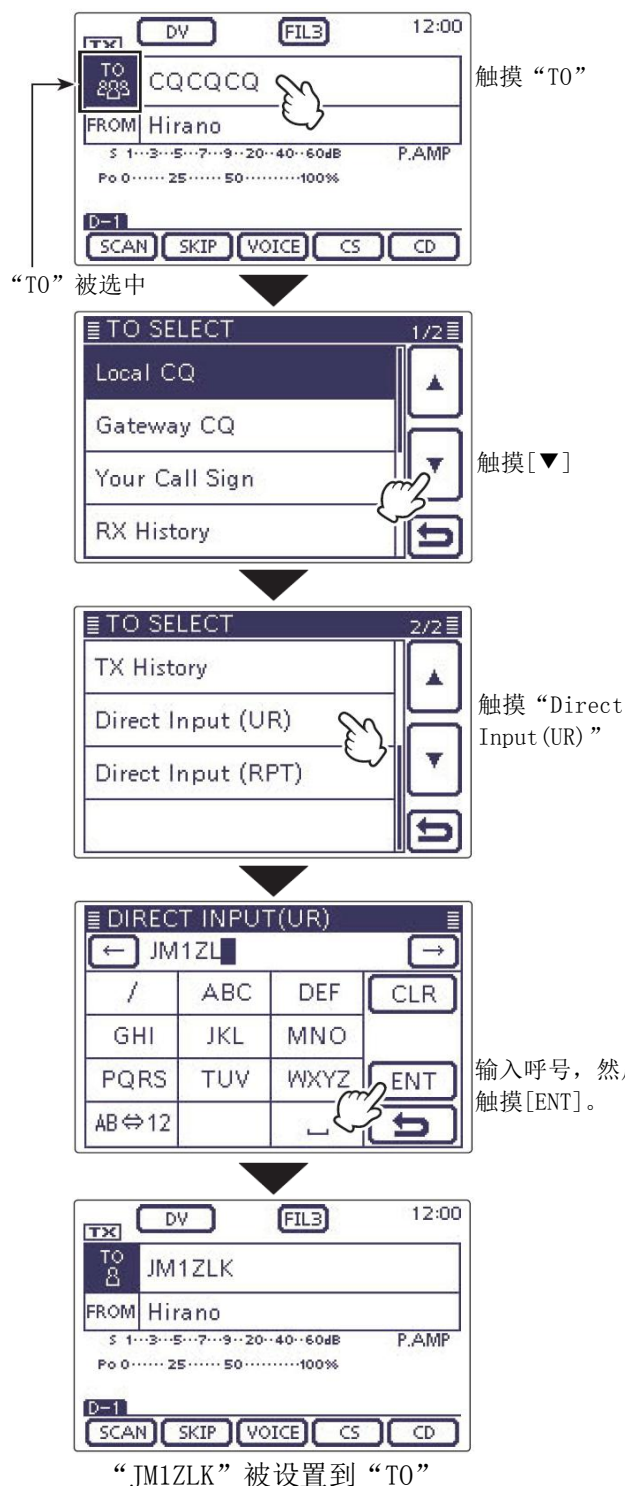 DV FIL3 12:00
TX
TO CQCQCQ 触摸“TO”
FROM Hirano
S 1···3···5···7···9··20··40··60dB P.AMP
Po 0······25······50··········100%
D-1
SCAN SKIP VOICE CS CD
“TO”被选中
TO SELECT 1/2
Local CQ
▲
Gateway CQ
Your Call Sign ▼ 触摸[▼]
RX History
TO SELECT 2/2
TX History ▲
Direct Input (UR) 触摸“Direct
Input(UR)”
Direct Input (RPT) ▼
DIRECT INPUT(UR)
← JM1ZL →
/ ABC DEF CLR
GHI JKL MNO
PQRS TUV WXYZ ENT 输入呼号，然
触摸[ENT]。
AB⇔12 ␣
DV FIL3 12:00
TX
TO JM1ZLK
FROM Hirano
S 1···3···5···7···9··20··40··60dB P.AMP
Po 0······25······50··········100%
D-1
SCAN SKIP VOICE CS CD
“JM1ZLK”被设置到“TO”